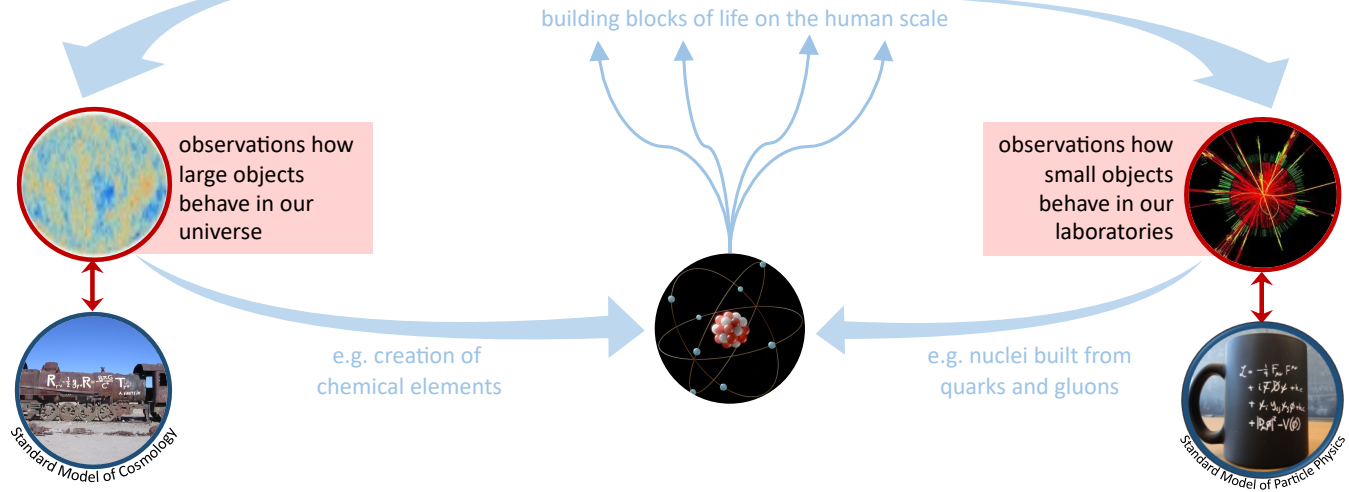 building blocks of life on the human scale
observations how
large objects
behave in our
universe
observations how
small objects
behave in our
laboratories
e.g. creation of
chemical elements
e.g. nuclei built from
quarks and gluons
Standard Model of Cosmology
Standard Model of Particle Physics